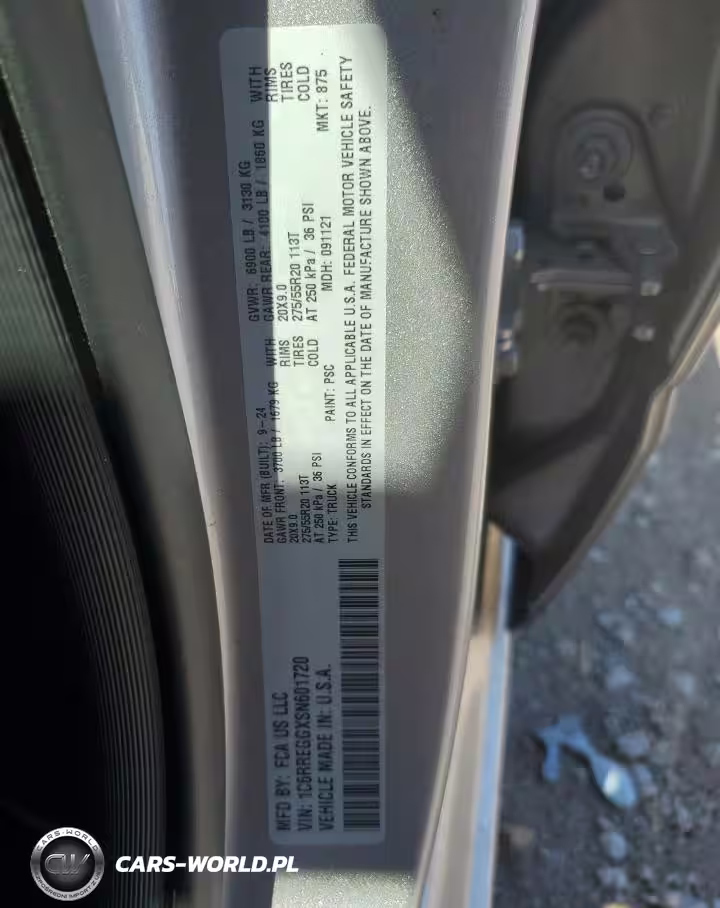 MFD BY: FCA US LLC
VIN: 1C6RREGGXSN601720
VEHICLE MADE IN: U.S.A.
DATE OF MFR (BUILT): 9-24
GVWR: 6900 LB / 3130 KG
GAWR FRONT: 3700 LB / 1679 KG WITH
GAWR REAR: 4100 LB / 1860 KG WITH
20X9.0 RIMS
20X9.0 RIMS
275/55R20 113T TIRES
275/55R20 113T TIRES
AT 250 kPa / 36 PSI COLD
AT 250 kPa / 36 PSI COLD
TYPE: TRUCK PAINT: PSC MDH: 091121 MKT: 875
THIS VEHICLE CONFORMS TO ALL APPLICABLE U.S.A. FEDERAL MOTOR VEHICLE SAFETY
STANDARDS IN EFFECT ON THE DATE OF MANUFACTURE SHOWN ABOVE.
CARS-WORLD
CW
CARS-WORLD.PL